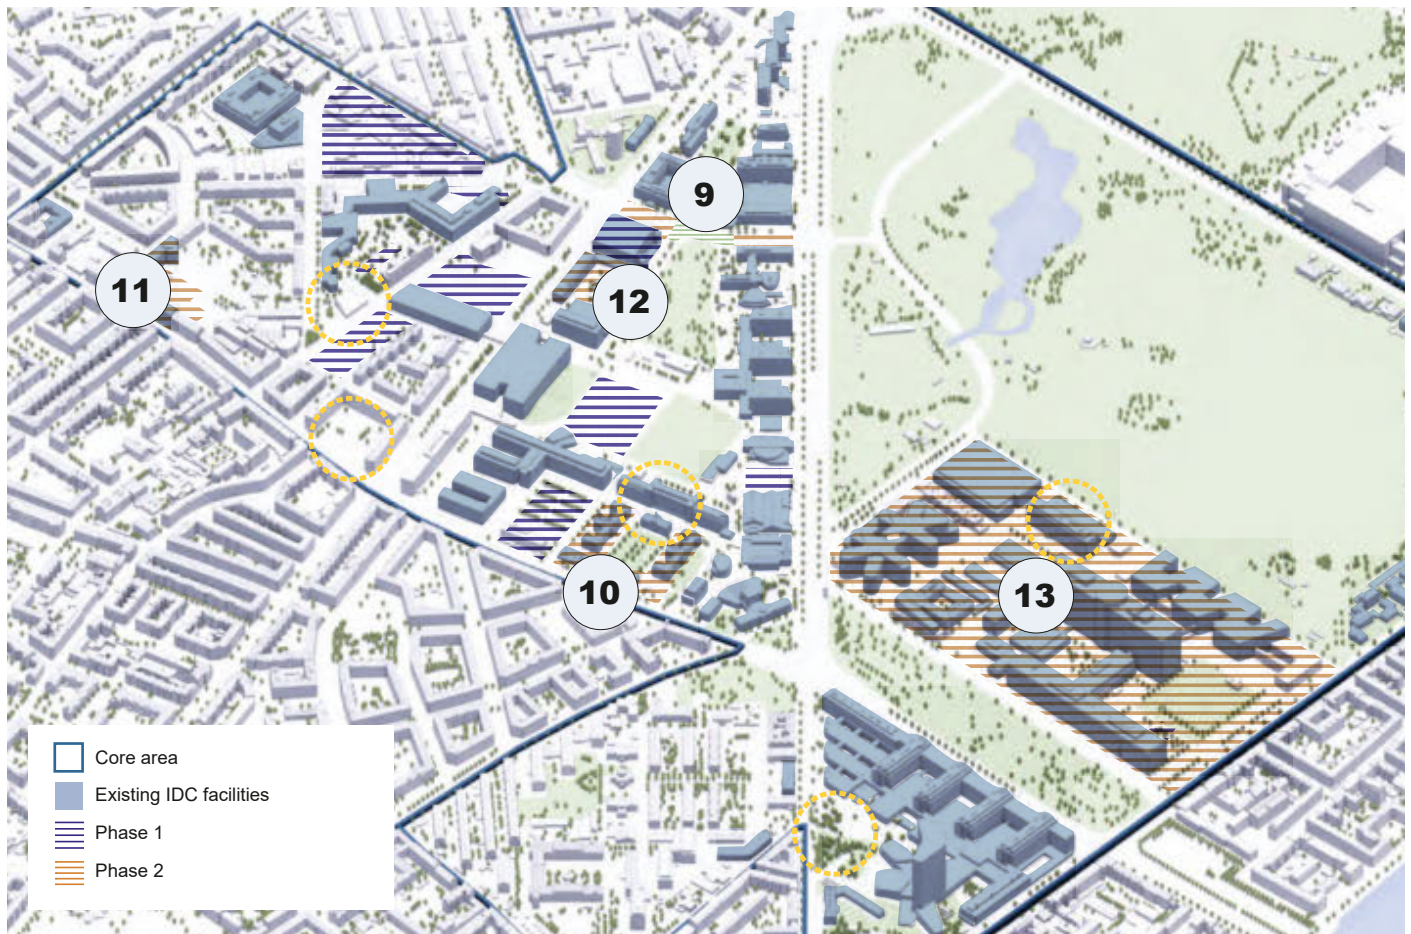 9
11
12
10
13
Core area
Existing IDC facilities
Phase 1
Phase 2